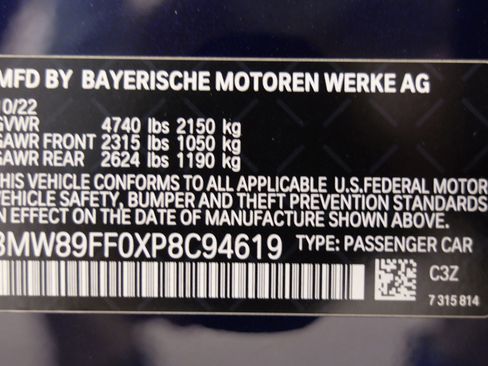 MFD BY BAYERISCHE MOTOREN WERKE AG
10/22
GVWR 4740 lbs 2150 kg
GAWR FRONT 2315 lbs 1050 kg
GAWR REAR 2624 lbs 1190 kg
THIS VEHICLE CONFORMS TO ALL APPLICABLE U.S.FEDERAL MOTOR
VEHICLE SAFETY, BUMPER AND THEFT PREVENTION STANDARDS
IN EFFECT ON THE DATE OF MANUFACTURE SHOWN ABOVE.
3MW89FF0XP8C94619 TYPE: PASSENGER CAR
C3Z
7 315 814